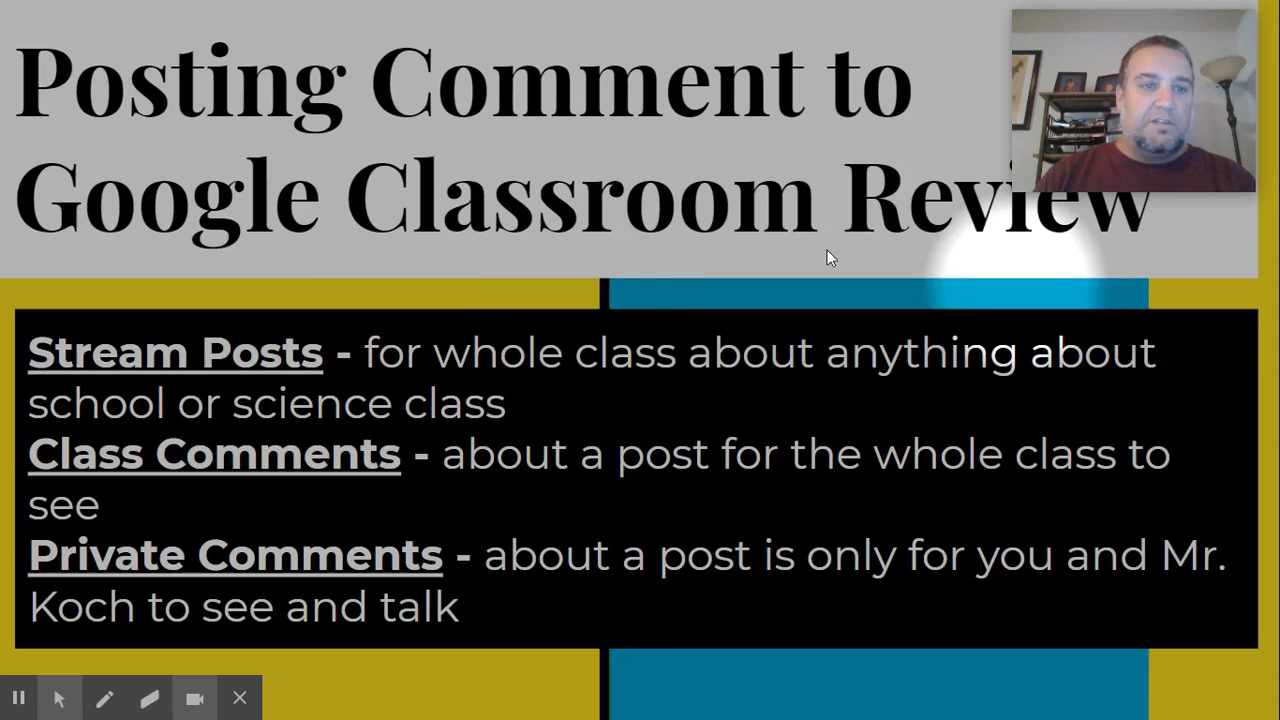 Posting Comment to
Google Classroom Review
Stream Posts - for whole class about anything about
school or science class
Class Comments - about a post for the whole class to
see
Private Comments - about a post is only for you and Mr.
Koch to see and talk